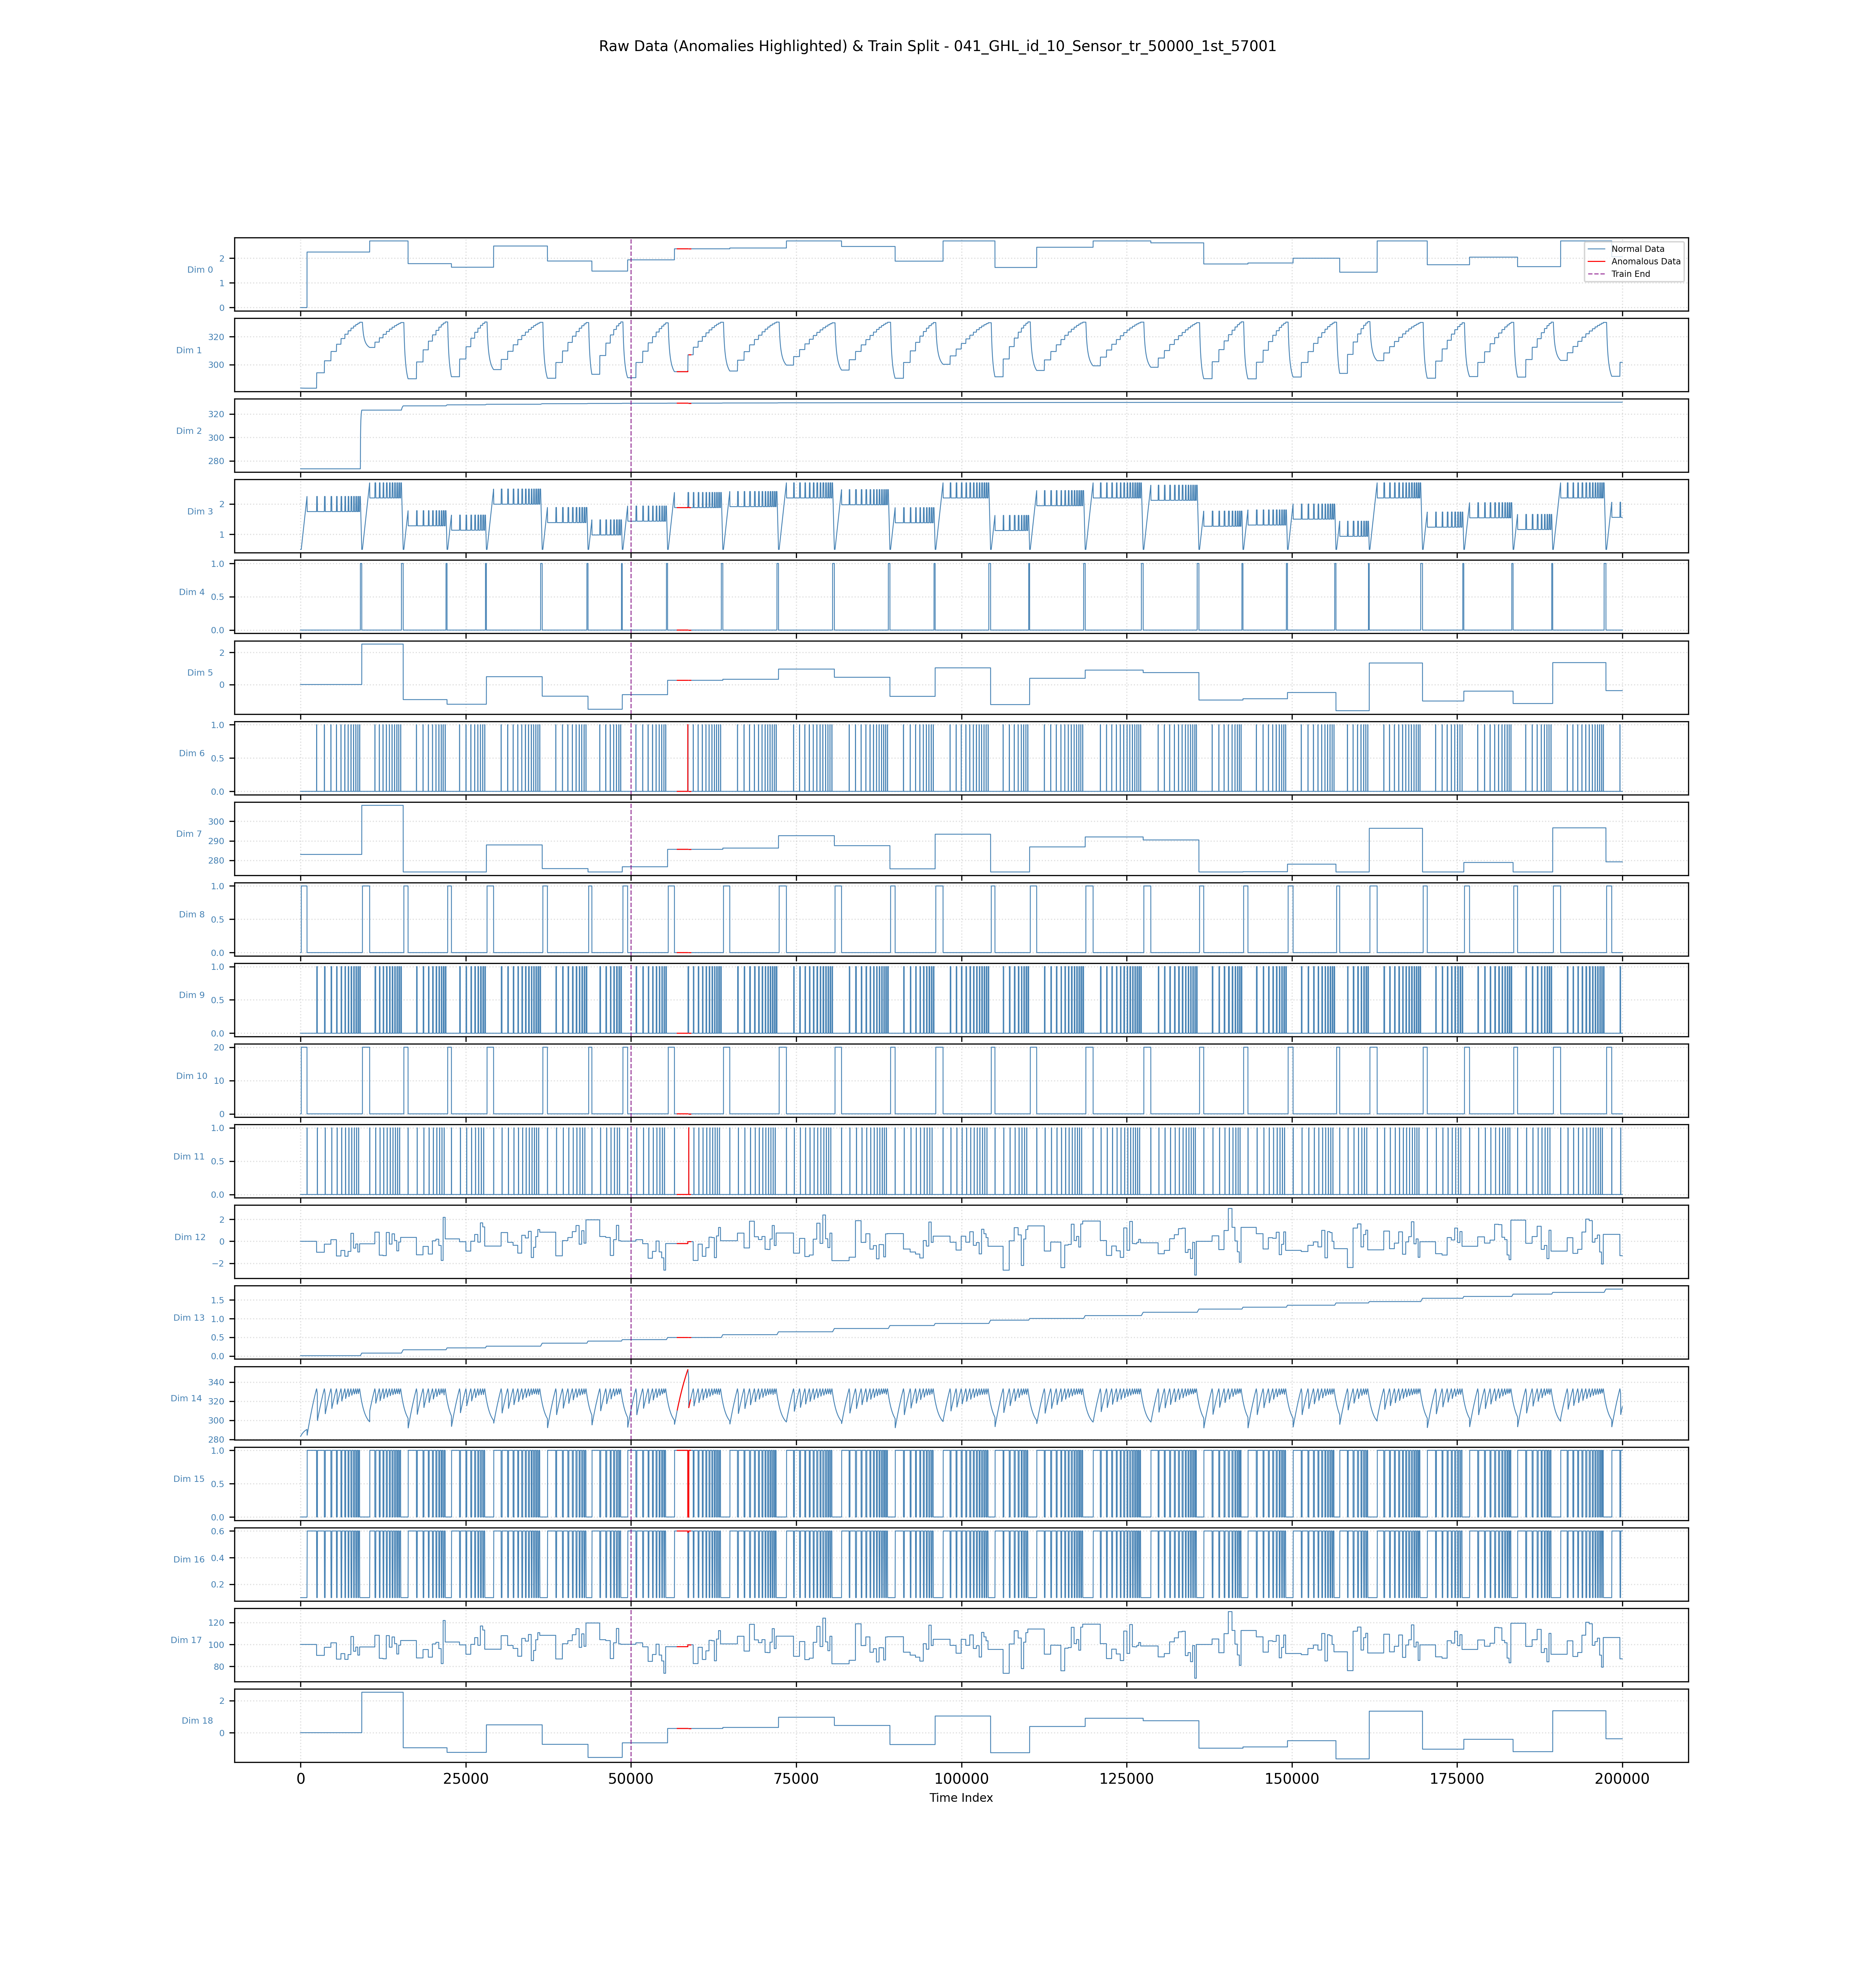 Raw Data (Anomalies Highlighted) & Train Split - 041_GHL_id_10_Sensor_tr_50000_1st_57001
Normal Data
Anomalous Data
Train End
Dim 0
2
1
0
Dim 1
320
300
Dim 2
320
300
280
Dim 3
2
1
Dim 4
1.0
0.5
0.0
Dim 5
2
0
Dim 6
1.0
0.5
0.0
Dim 7
300
290
280
Dim 8
1.0
0.5
0.0
Dim 9
1.0
0.5
0.0
Dim 10
20
10
0
Dim 11
1.0
0.5
0.0
Dim 12
2
0
−2
Dim 13
1.5
1.0
0.5
0.0
Dim 14
340
320
300
280
Dim 15
1.0
0.5
0.0
Dim 16
0.6
0.4
0.2
Dim 17
120
100
80
Dim 18
2
0
0 25000 50000 75000 100000 125000 150000 175000 200000
Time Index